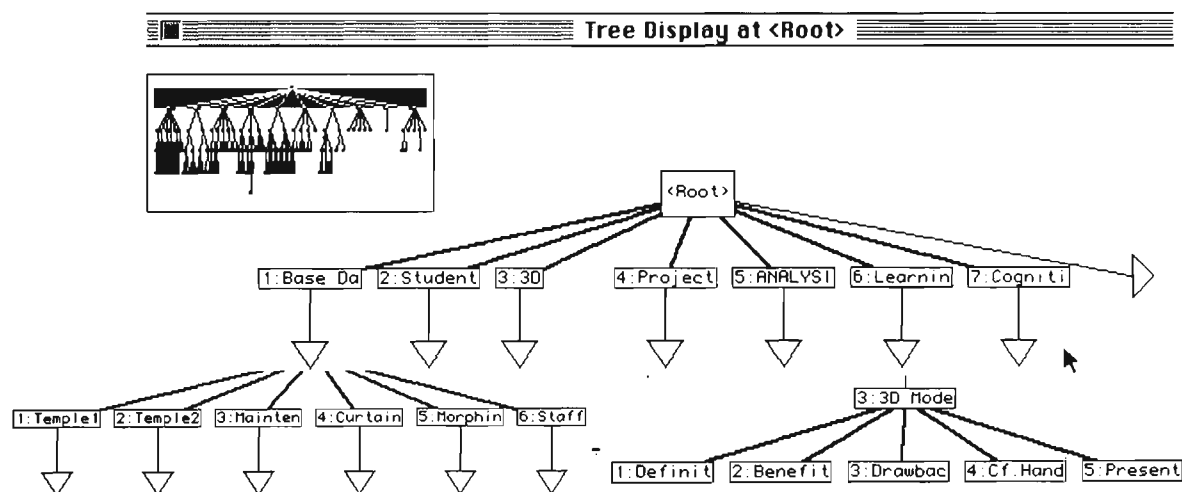 Tree Display at <Root>
<Root>
1:Base Da 2:Student 3:3D 4:Project 5:ANALYSI 6:Learnin 7:Cogniti
3:3D Mode
1:Temple1 2:Temple2 3:Mainten 4:Curtain 5:Morphin 6:Staff
1:Definit 2:Benefit 3:Drawbac 4:Cf.Hand 5:Present